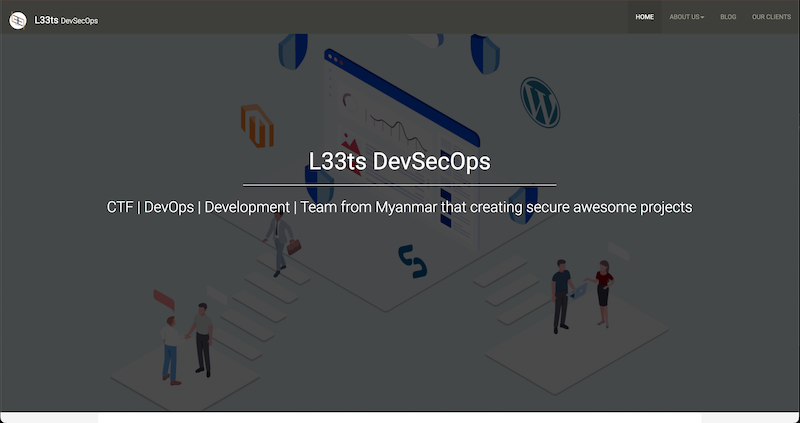 L33ts DevSecOps
HOME
ABOUT US
BLOG
OUR CLIENTS
L33ts DevSecOps
CTF | DevOps | Development | Team from Myanmar that creating secure awesome projects